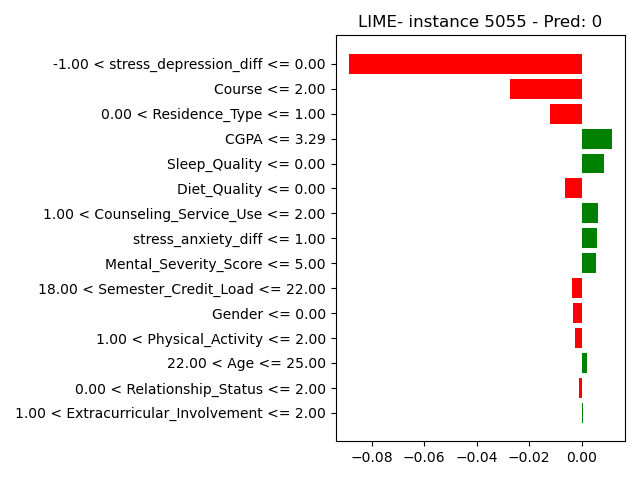 LIME- instance 5055 - Pred: 0
-1.00 < stress_depression_diff <= 0.00
Course <= 2.00
0.00 < Residence_Type <= 1.00
CGPA <= 3.29
Sleep_Quality <= 0.00
Diet_Quality <= 0.00
1.00 < Counseling_Service_Use <= 2.00
stress_anxiety_diff <= 1.00
Mental_Severity_Score <= 5.00
18.00 < Semester_Credit_Load <= 22.00
Gender <= 0.00
1.00 < Physical_Activity <= 2.00
22.00 < Age <= 25.00
0.00 < Relationship_Status <= 2.00
1.00 < Extracurricular_Involvement <= 2.00
−0.08 −0.06 −0.04 −0.02 0.00